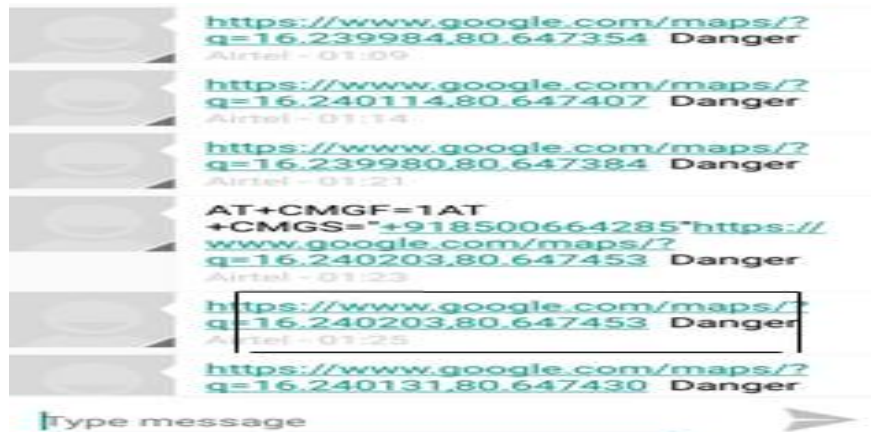 https://www.google.com/maps/?
q=16.239984,80.647354 Danger
Airtel - 01:09
https://www.google.com/maps/?
q=16.240114,80.647407 Danger
Airtel - 01:14
https://www.google.com/maps/?
q=16.239980,80.647384 Danger
Airtel - 01:21
AT+CMGF=1AT
+CMGS="+918500664285"https://
www.google.com/maps/?
q=16.240203,80.647453 Danger
Airtel - 01:23
https://www.google.com/maps/?
q=16.240203,80.647453 Danger
Airtel - 01:25
https://www.google.com/maps/?
q=16.240131,80.647430 Danger
Type message